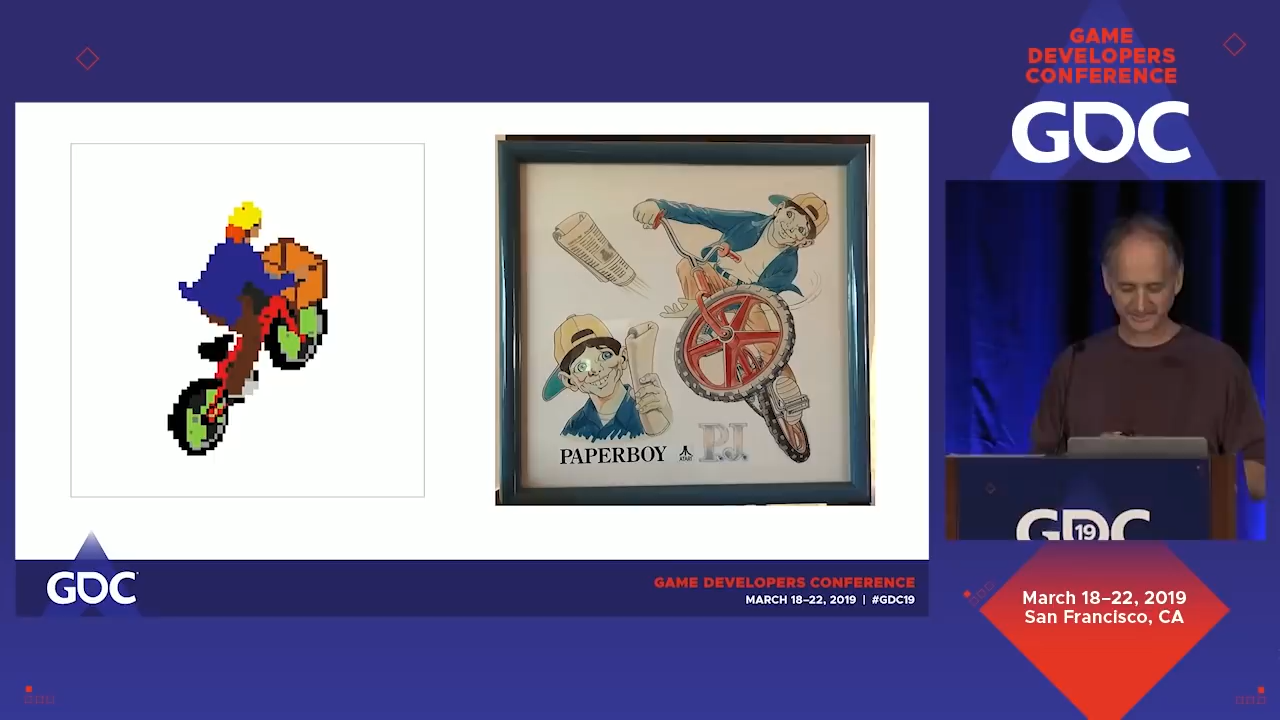 GAME
DEVELOPERS
CONFERENCE
GDC
PAPERBOY
ATARI
P.J.
GDC
19
GDC
GAME DEVELOPERS CONFERENCE
MARCH 18–22, 2019 | #GDC19
March 18–22, 2019
San Francisco, CA